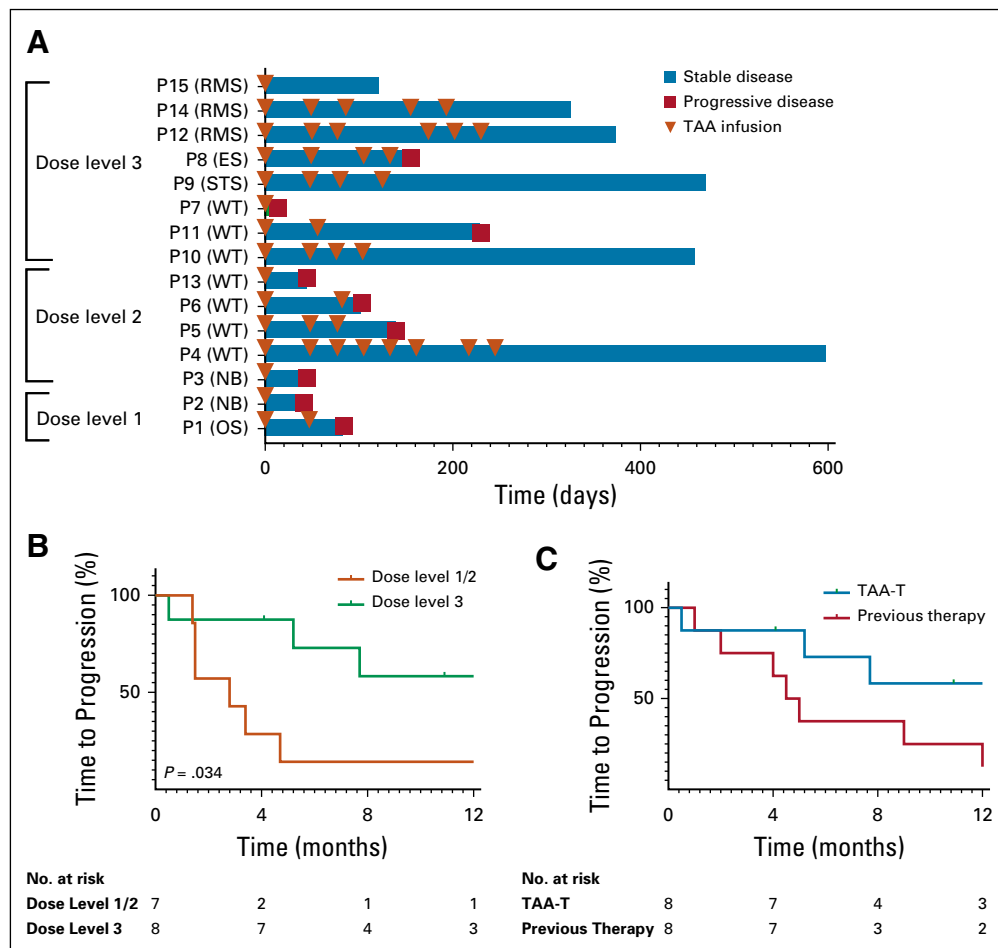 A
P15 (RMS)
P14 (RMS)
P12 (RMS)
P8 (ES)
P9 (STS)
P7 (WT)
P11 (WT)
P10 (WT)
P13 (WT)
P6 (WT)
P5 (WT)
P4 (WT)
P3 (NB)
P2 (NB)
P1 (OS)
Dose level 3
Dose level 2
Dose level 1
Stable disease
Progressive disease
TAA infusion
0 200 400 600
Time (days)
B
Time to Progression (%)
100
50
Dose level 1/2
Dose level 3
P = .034
0 4 8 12
Time (months)
No. at risk
Dose Level 1/2 7 2 1 1
Dose Level 3 8 7 4 3
C
Time to Progression (%)
100
50
TAA-T
Previous therapy
0 4 8 12
Time (months)
No. at risk
TAA-T 8 7 4 3
Previous Therapy 8 7 3 2